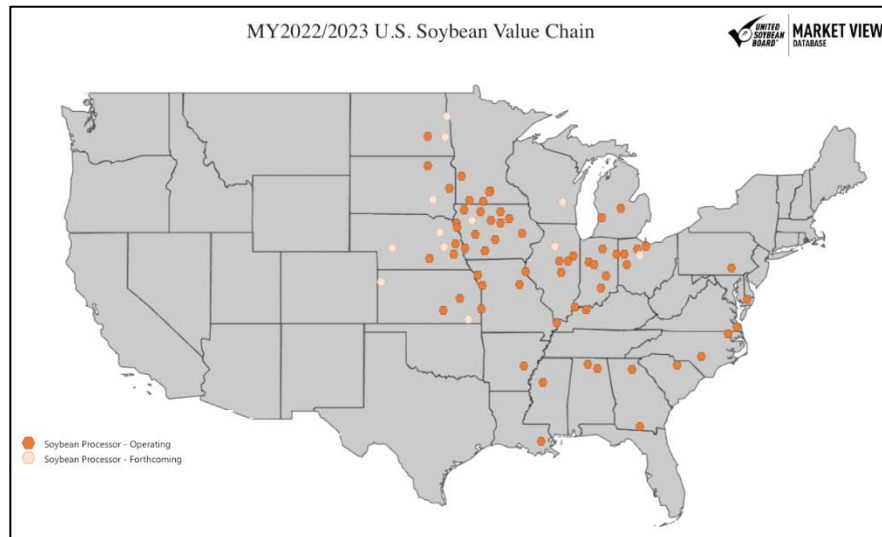 MY2022/2023 U.S. Soybean Value Chain
UNITED
SOYBEAN
BOARD
MARKET VIEW
DATABASE
Soybean Processor - Operating
Soybean Processor - Forthcoming